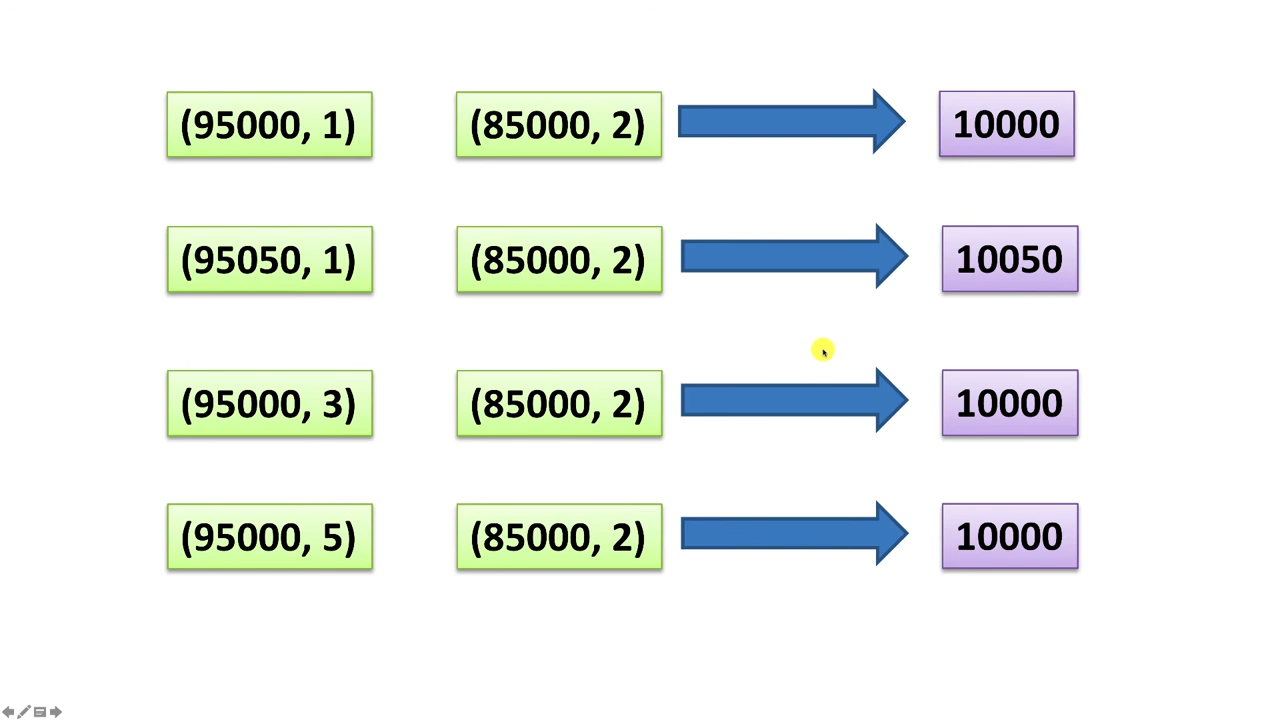 (95000, 1) (85000, 2) 10000
(95050, 1) (85000, 2) 10050
(95000, 3) (85000, 2) 10000
(95000, 5) (85000, 2) 10000